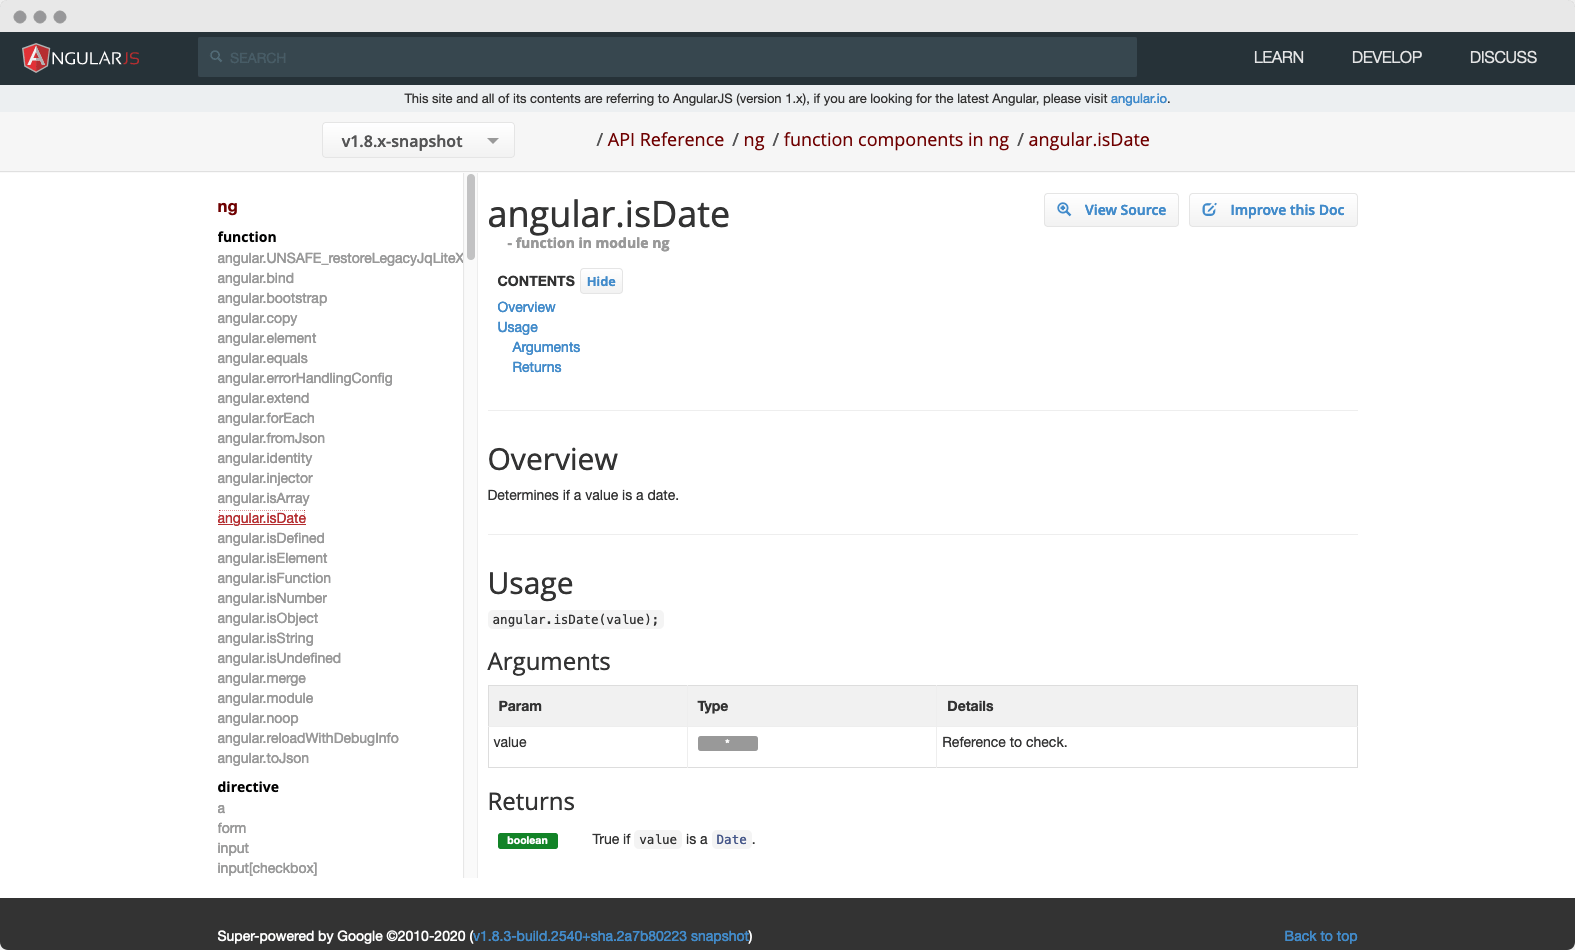 ANGULARJS
SEARCH
LEARN DEVELOP DISCUSS
This site and all of its contents are referring to AngularJS (version 1.x), if you are looking for the latest Angular, please visit angular.io.
v1.8.x-snapshot
/ API Reference / ng / function components in ng / angular.isDate
ng
function
angular.UNSAFE_restoreLegacyJqLiteX
angular.bind
angular.bootstrap
angular.copy
angular.element
angular.equals
angular.errorHandlingConfig
angular.extend
angular.forEach
angular.fromJson
angular.identity
angular.injector
angular.isArray
angular.isDate
angular.isDefined
angular.isElement
angular.isFunction
angular.isNumber
angular.isObject
angular.isString
angular.isUndefined
angular.merge
angular.module
angular.noop
angular.reloadWithDebugInfo
angular.toJson
directive
a
form
input
input[checkbox]
angular.isDate
- function in module ng
View Source
Improve this Doc
CONTENTS Hide
Overview
Usage
Arguments
Returns
Overview
Determines if a value is a date.
Usage
angular.isDate(value);
Arguments
Param Type Details
value * Reference to check.
Returns
boolean True if value is a Date.
Super-powered by Google ©2010-2020 (v1.8.3-build.2540+sha.2a7b80223 snapshot)
Back to top